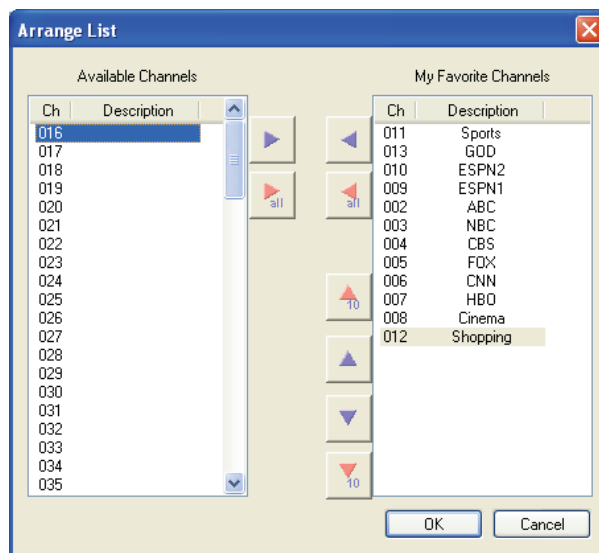 Arrange List
Available Channels
Ch Description
016
017
018
019
020
021
022
023
024
025
026
027
028
029
030
031
032
033
034
035
all
all
10
10
My Favorite Channels
Ch Description
011 Sports
013 GOD
010 ESPN2
009 ESPN1
002 ABC
003 NBC
004 CBS
005 FOX
006 CNN
007 HBO
008 Cinema
012 Shopping
OK Cancel